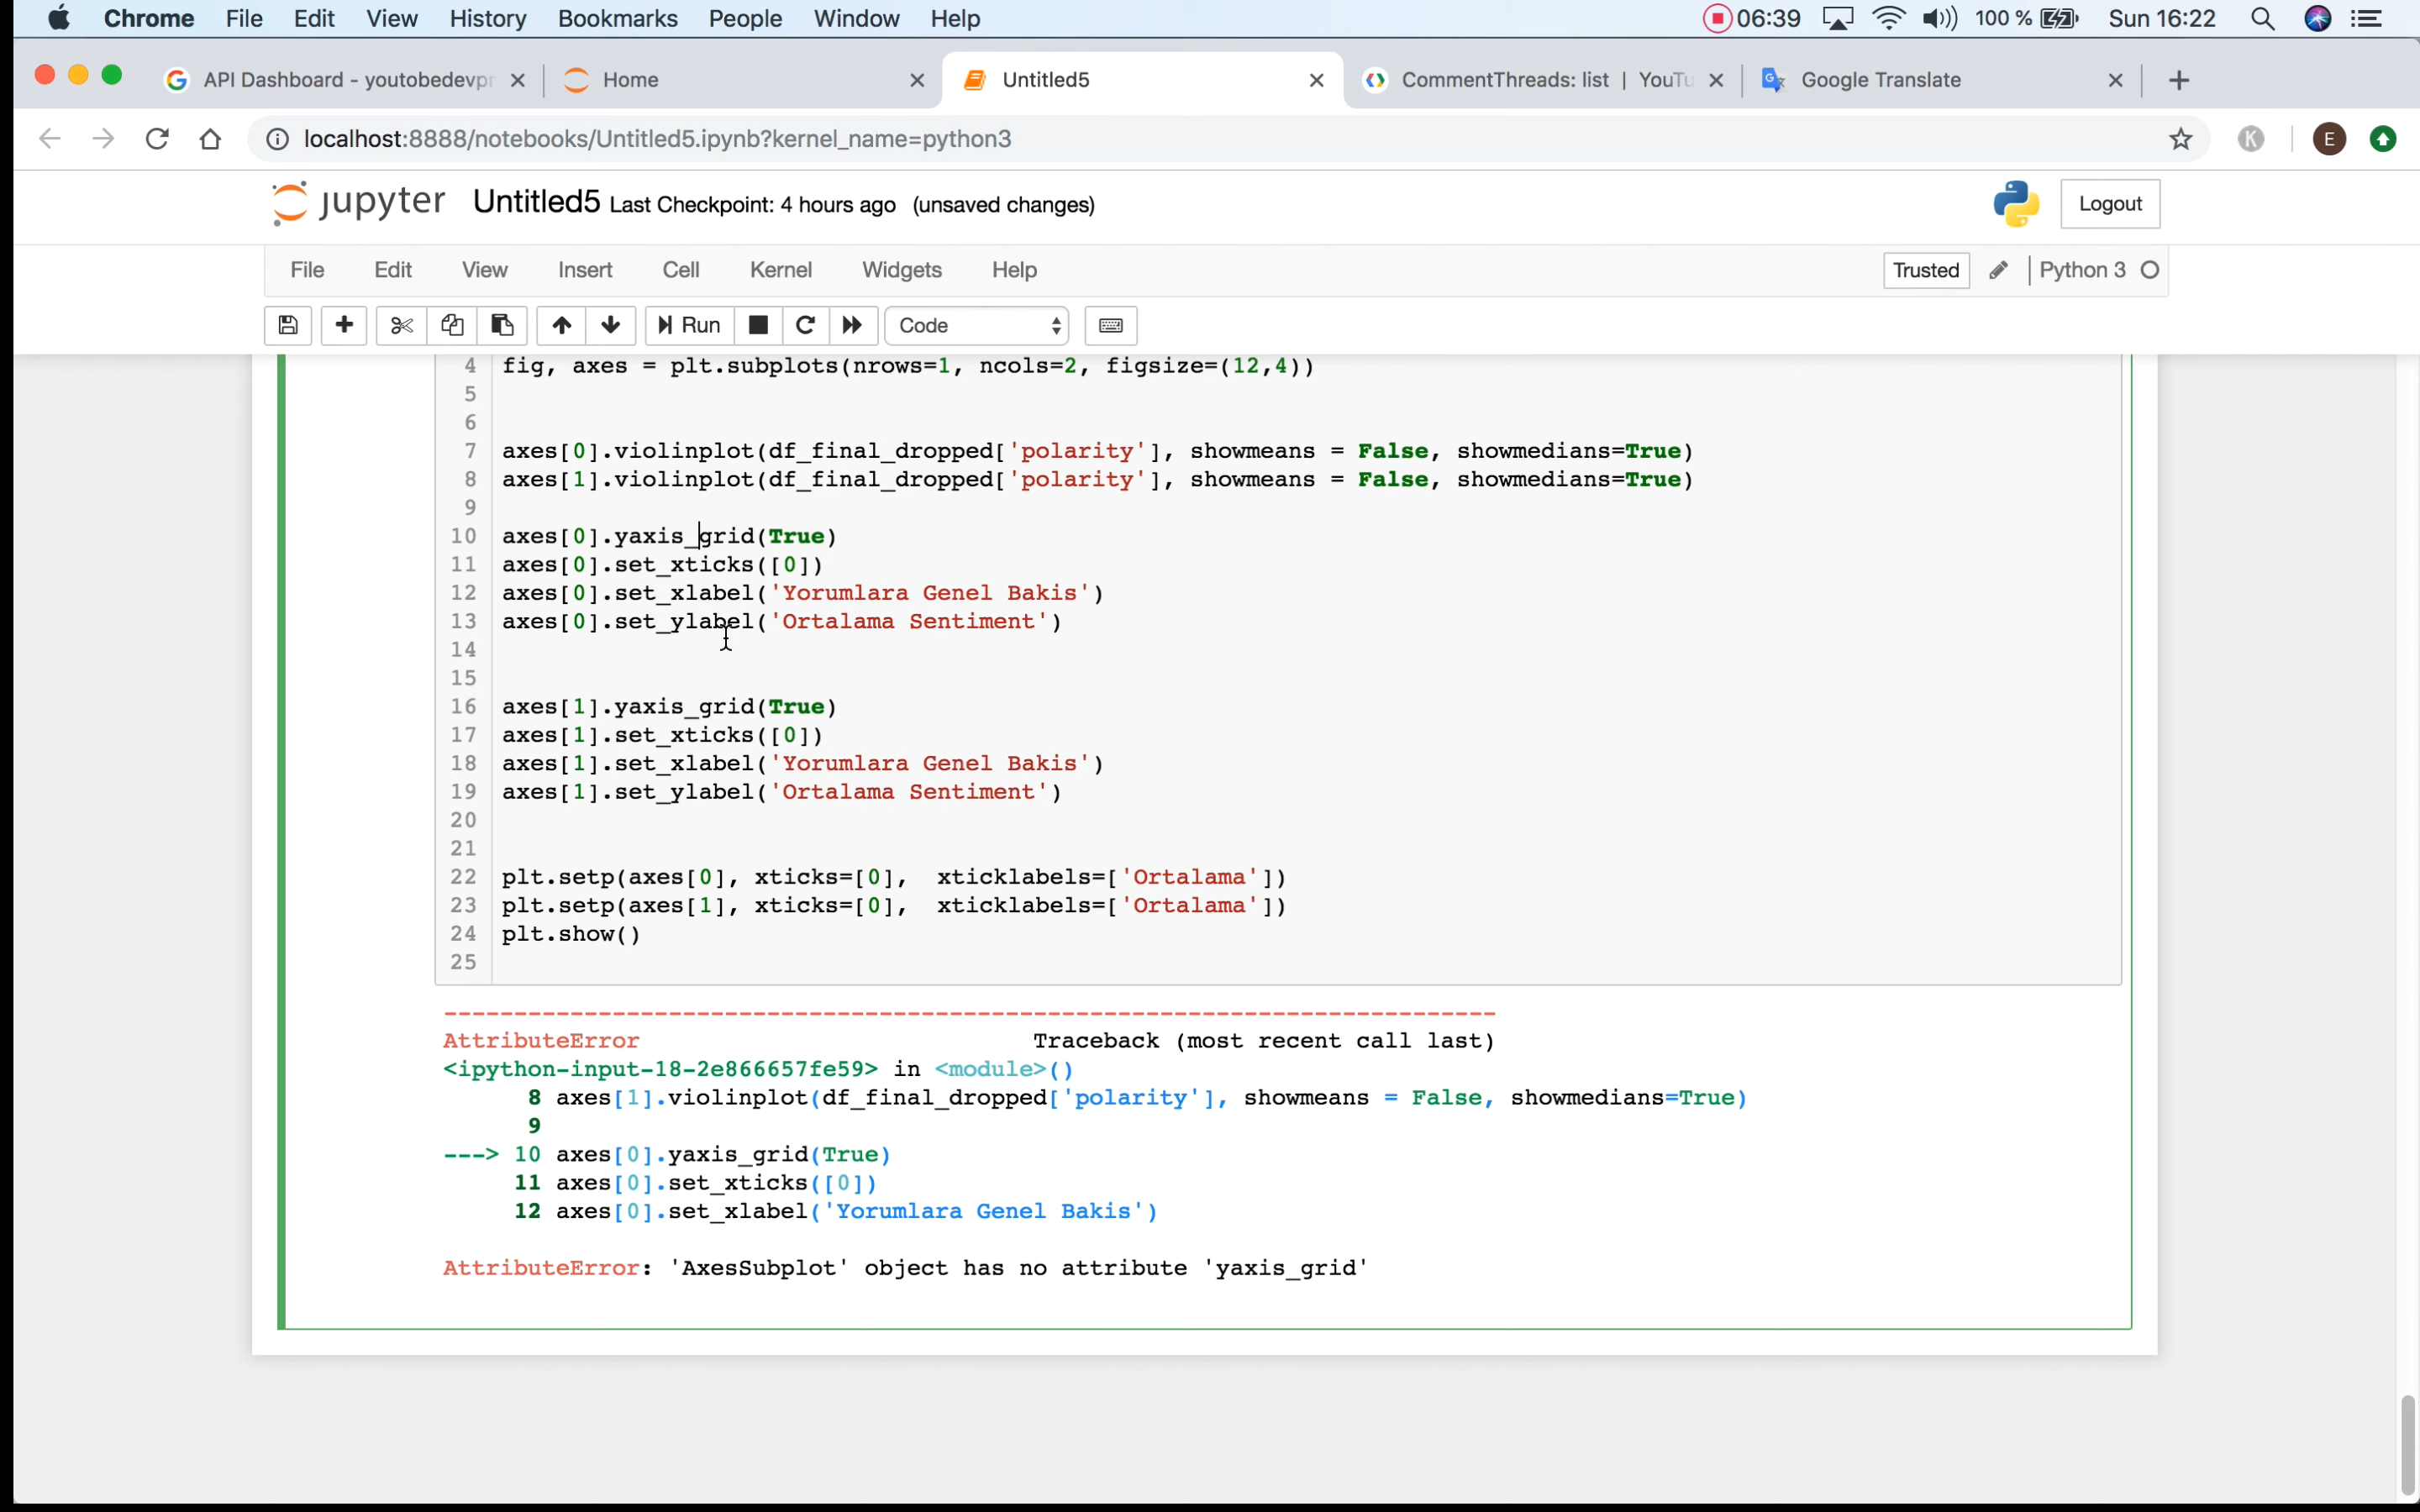 Chrome File Edit View History Bookmarks People Window Help 06:39 100 % Sun 16:22
API Dashboard - youtobedevpr Home Untitled5 CommentThreads: list | YouTu Google Translate
localhost:8888/notebooks/Untitled5.ipynb?kernel_name=python3 K E
jupyter Untitled5 Last Checkpoint: 4 hours ago (unsaved changes) Logout
File Edit View Insert Cell Kernel Widgets Help Trusted Python 3
Run Code
4 fig, axes = plt.subplots(nrows=1, ncols=2, figsize=(12,4))
5
6
7 axes[0].violinplot(df_final_dropped['polarity'], showmeans = False, showmedians=True)
8 axes[1].violinplot(df_final_dropped['polarity'], showmeans = False, showmedians=True)
9
10 axes[0].yaxis_grid(True)
11 axes[0].set_xticks([0])
12 axes[0].set_xlabel('Yorumlara Genel Bakis')
13 axes[0].set_ylabel('Ortalama Sentiment')
14
15
16 axes[1].yaxis_grid(True)
17 axes[1].set_xticks([0])
18 axes[1].set_xlabel('Yorumlara Genel Bakis')
19 axes[1].set_ylabel('Ortalama Sentiment')
20
21
22 plt.setp(axes[0], xticks=[0],  xticklabels=['Ortalama'])
23 plt.setp(axes[1], xticks=[0],  xticklabels=['Ortalama'])
24 plt.show()
25
---------------------------------------------------------------------------
AttributeError                            Traceback (most recent call last)
<ipython-input-18-2e866657fe59> in <module>()
8 axes[1].violinplot(df_final_dropped['polarity'], showmeans = False, showmedians=True)
9
---> 10 axes[0].yaxis_grid(True)
11 axes[0].set_xticks([0])
12 axes[0].set_xlabel('Yorumlara Genel Bakis')
AttributeError: 'AxesSubplot' object has no attribute 'yaxis_grid'